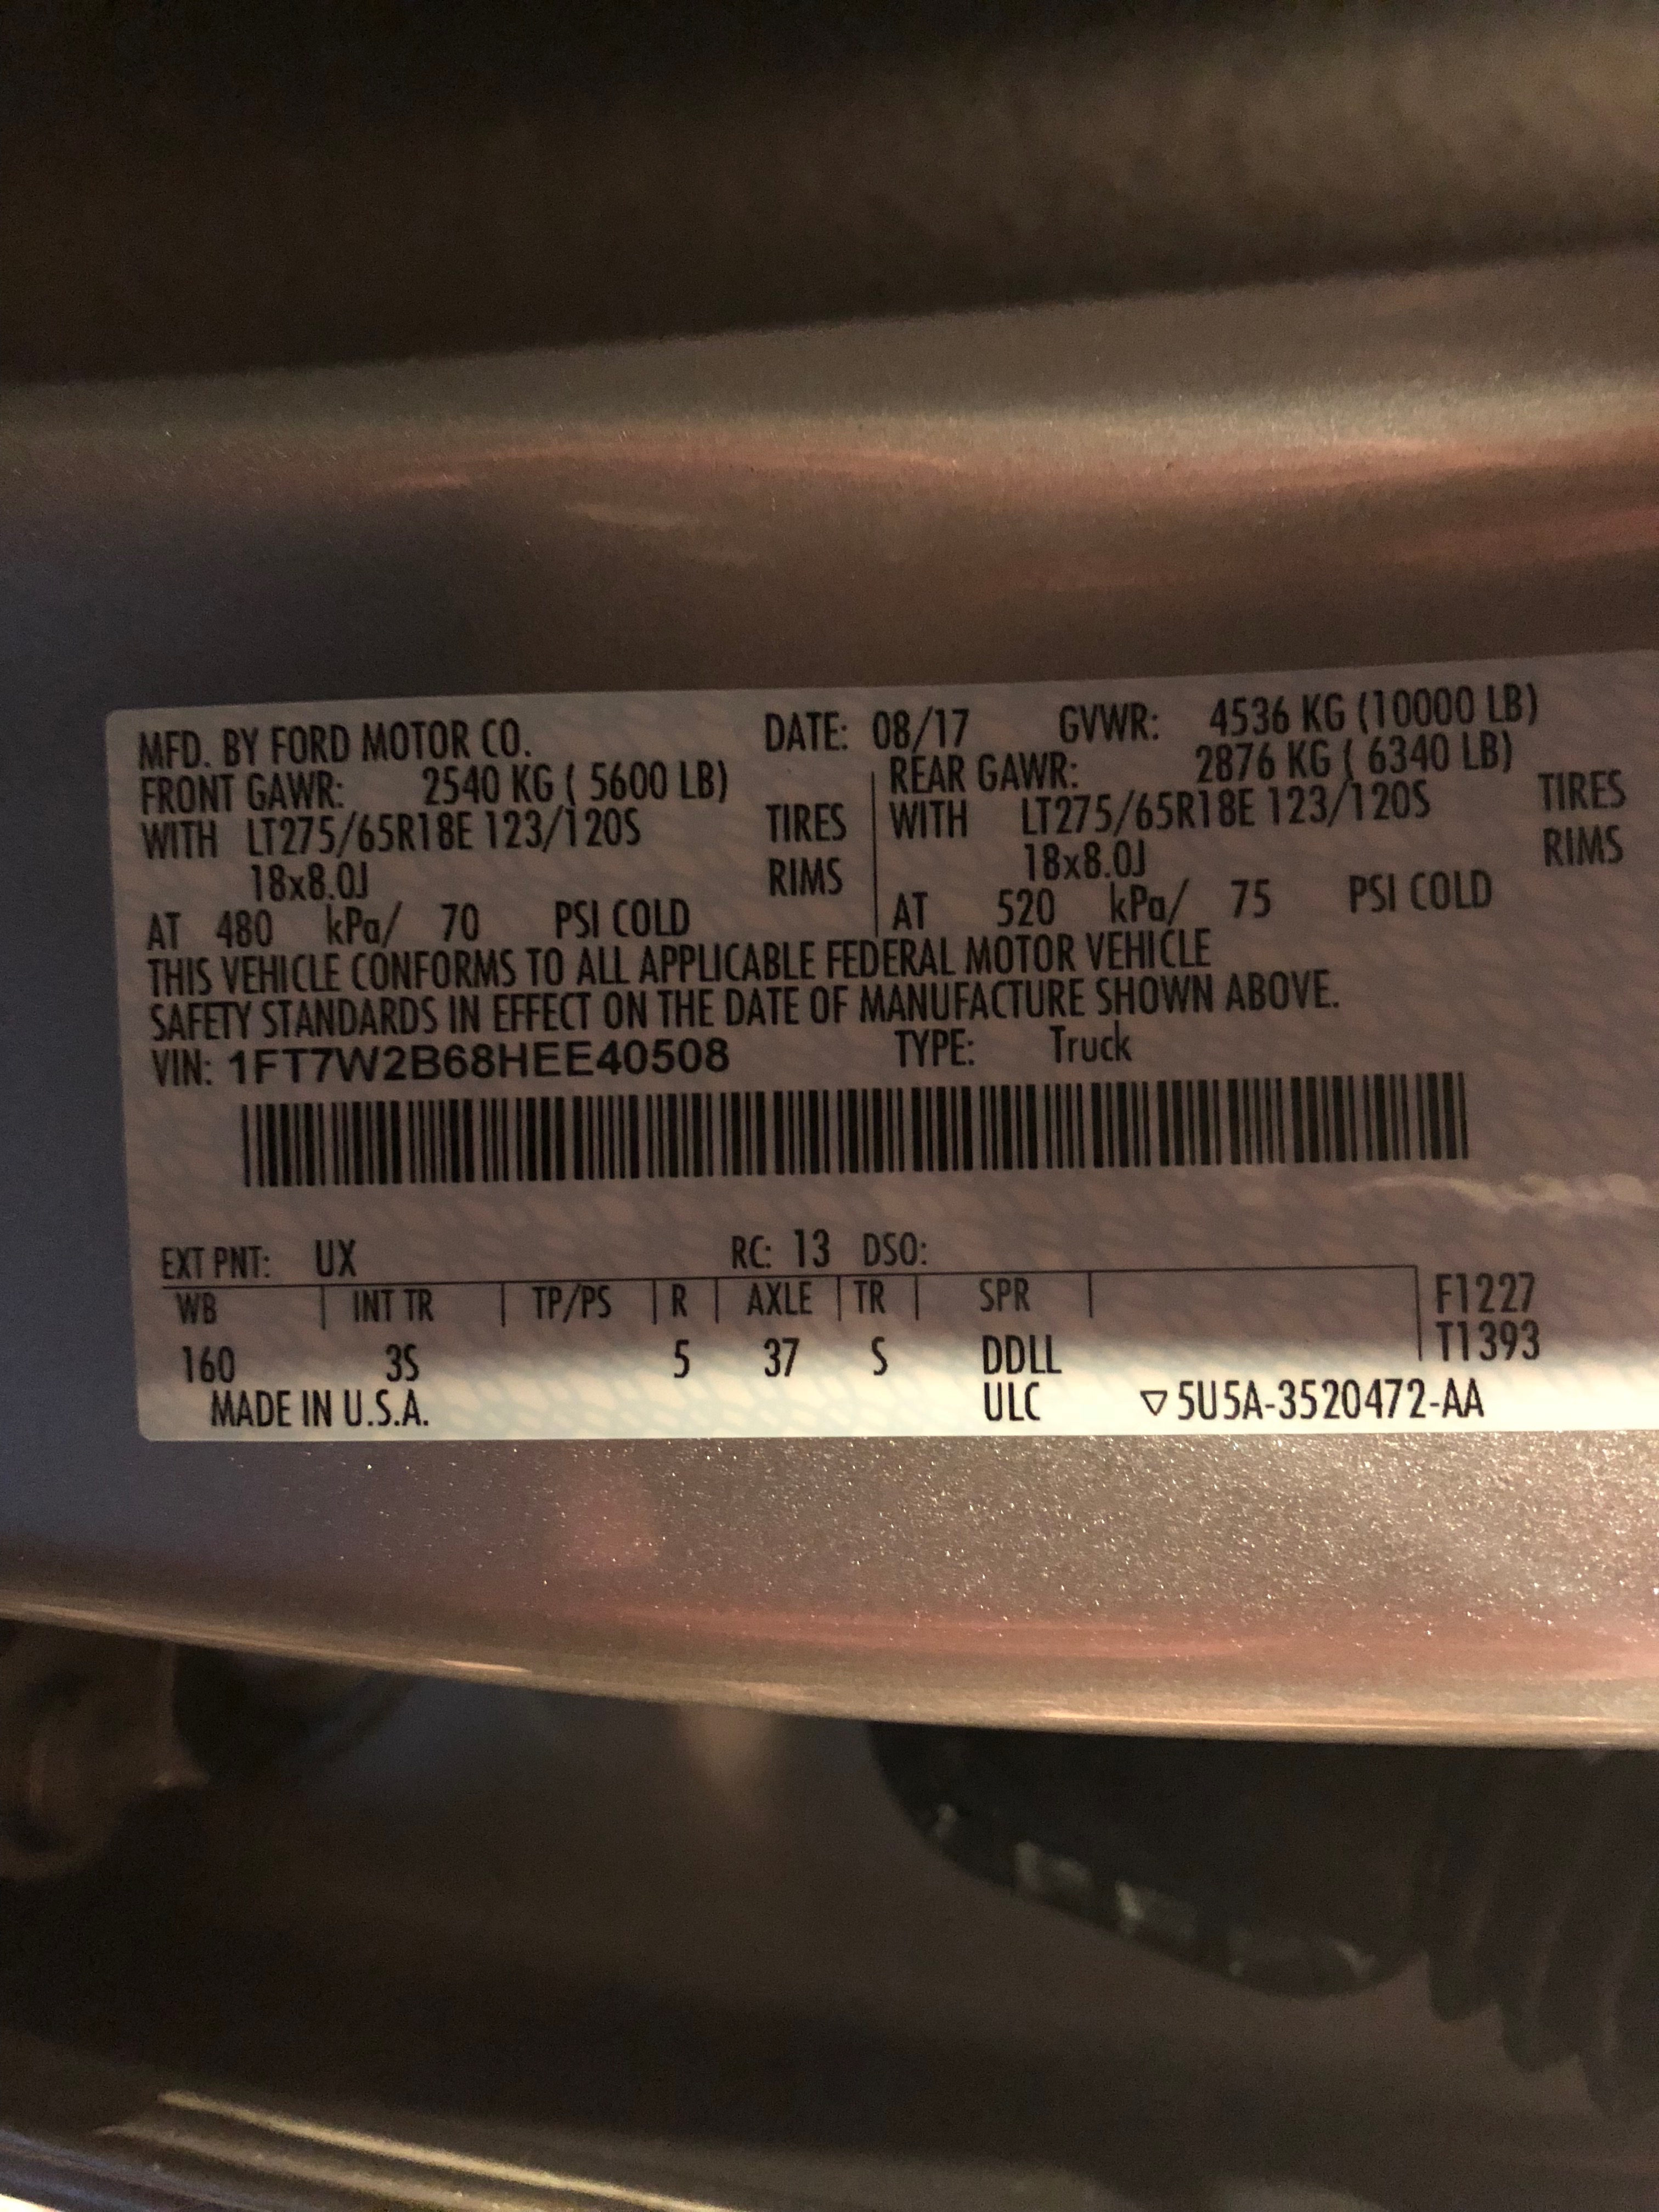 MFD. BY FORD MOTOR CO. DATE: 08/17 GVWR: 4536 KG (10000 LB)
FRONT GAWR: 2540 KG ( 5600 LB) REAR GAWR: 2876 KG ( 6340 LB)
WITH LT275/65R18E 123/120S TIRES WITH LT275/65R18E 123/120S TIRES
18x8.0J RIMS 18x8.0J RIMS
AT 480 kPa/ 70 PSI COLD AT 520 kPa/ 75 PSI COLD
THIS VEHICLE CONFORMS TO ALL APPLICABLE FEDERAL MOTOR VEHICLE
SAFETY STANDARDS IN EFFECT ON THE DATE OF MANUFACTURE SHOWN ABOVE.
VIN: 1FT7W2B68HEE40508 TYPE: Truck
EXT PNT: UX RC: 13 DSO:
WB INT TR TP/PS R AXLE TR SPR F1227
T1393
160 3S 5 37 S DDLL
MADE IN U.S.A. ULC ▽5U5A-3520472-AA